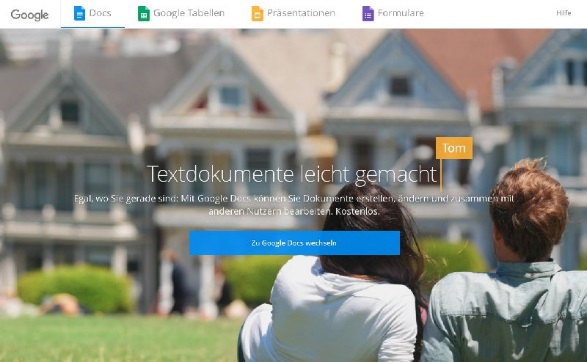 Google Docs Google Tabellen Präsentationen Formulare Hilfe
Tom
Textdokumente leicht gemacht
Egal, wo Sie gerade sind: Mit Google Docs können Sie Dokumente erstellen, ändern und zusammen mit
anderen Nutzern bearbeiten. Kostenlos.
Zu Google Docs wechseln